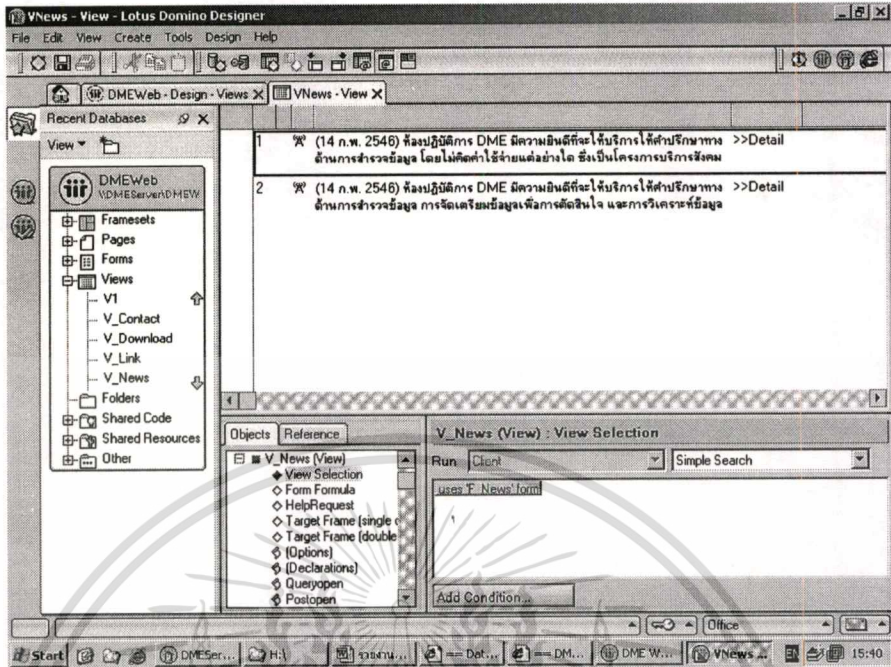 VNews - View - Lotus Domino Designer
File Edit View Create Tools Design Help
DMEWeb - Design - Views X VNews - View X
Recent Databases
View
DMEWeb
\\DMEServer\DMEW
Framesets
Pages
Forms
Views
V1
V_Contact
V_Download
V_Link
V_News
Folders
Shared Code
Shared Resources
Other
1 (14 ก.พ. 2546) ห้องปฏิบัติการ DME มีความยินดีที่จะให้บริการให้คำปรึกษาทาง >>Detail
ด้านการสำรวจข้อมูล โดยไม่คิดค่าใช้จ่ายแต่อย่างใด ซึ่งเป็นโครงการบริการสังคม
2 (14 ก.พ. 2546) ห้องปฏิบัติการ DME มีความยินดีที่จะให้บริการให้คำปรึกษาทาง >>Detail
ด้านการสำรวจข้อมูล การจัดเตรียมข้อมูลเพื่อการตัดสินใจ และการวิเคราะห์ข้อมูล
Objects Reference
V_News (View)
View Selection
Form Formula
HelpRequest
Target Frame (single c
Target Frame (double
(Options)
(Declarations)
Queryopen
Postopen
V_News (View) : View Selection
Run Client Simple Search
uses 'F_News' form
Add Condition...
Office
Start DMESer... H:\ รายงาน... == Dat... == DM... DME W... VNews ... EN 15:40